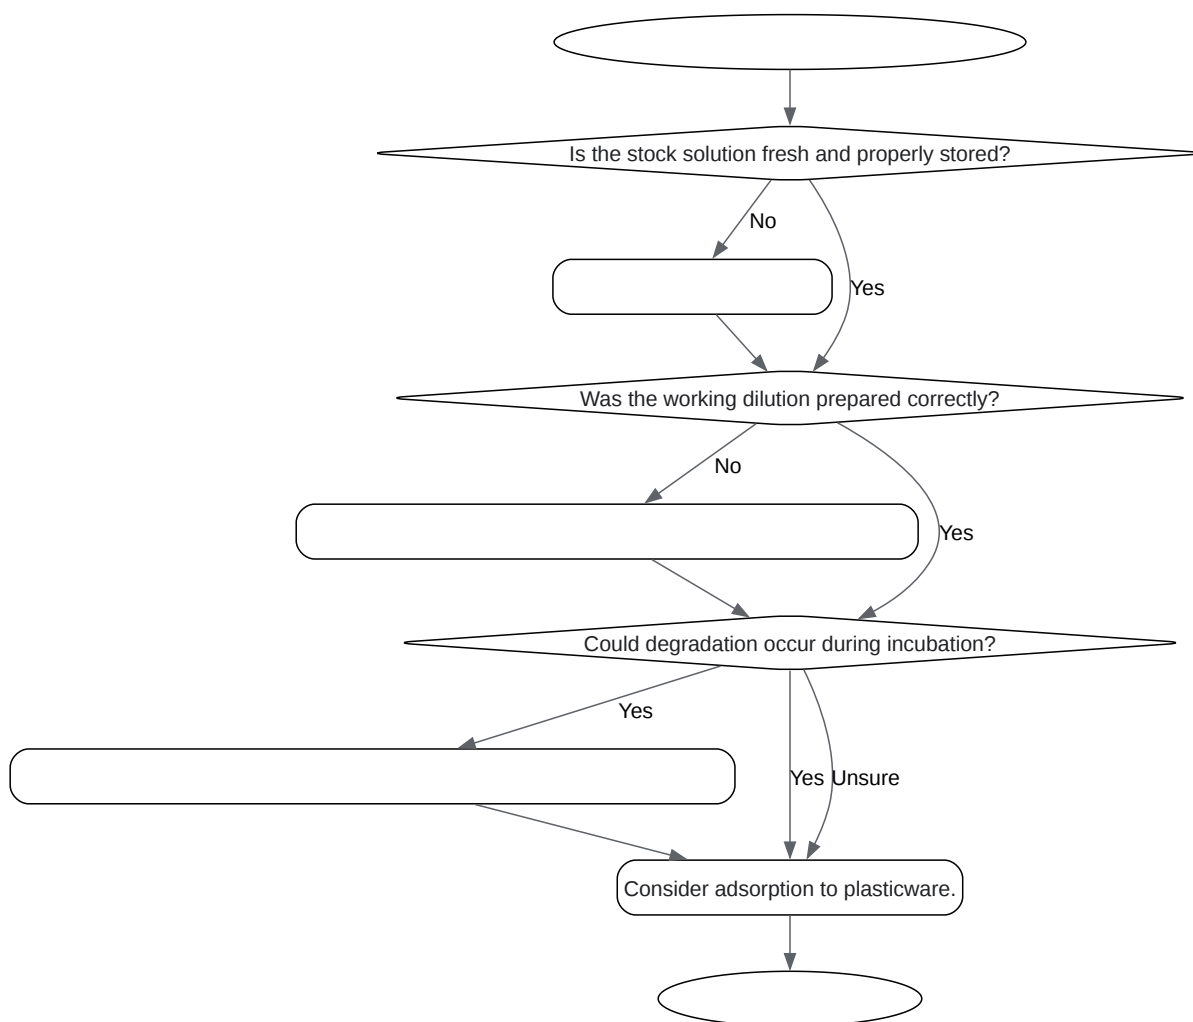 Is the stock solution fresh and properly stored?
No
Yes
Was the working dilution prepared correctly?
No
Yes
Could degradation occur during incubation?
Yes
Yes
Unsure
Consider adsorption to plasticware.